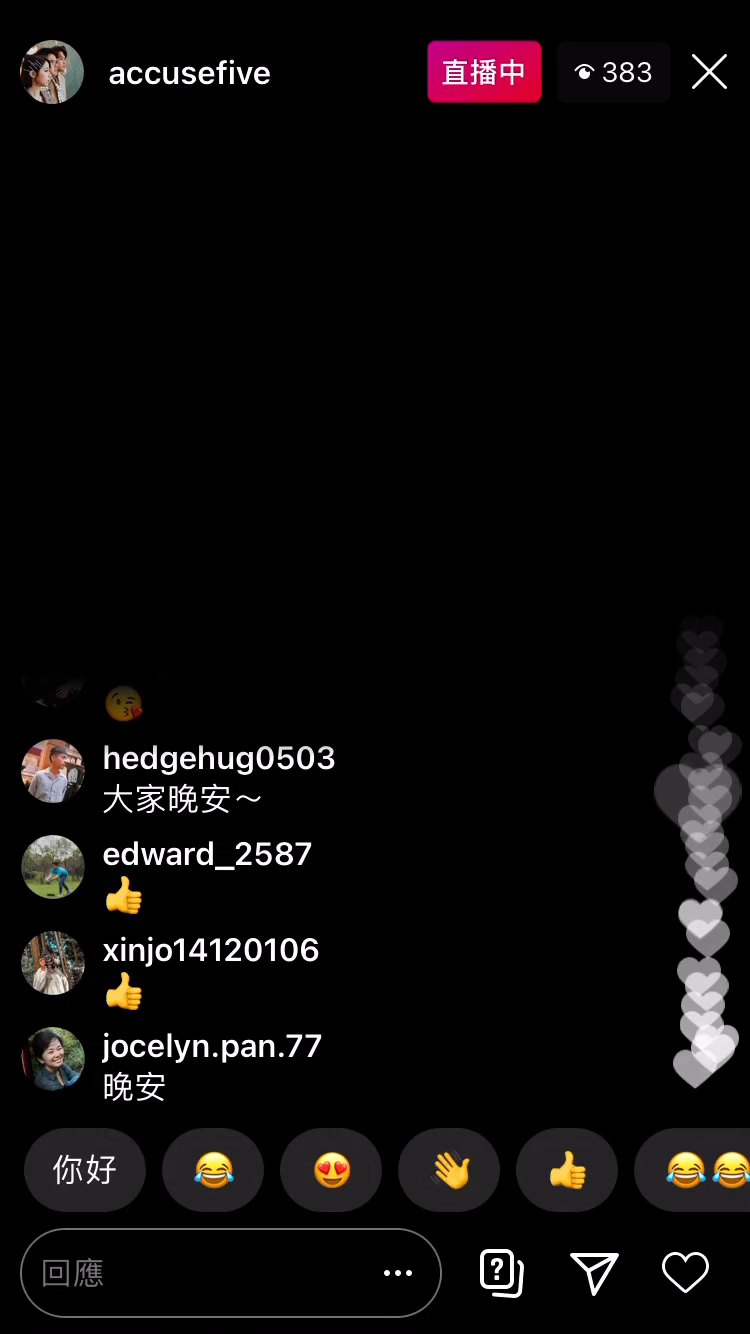 accusefive
直播中
383
😘
hedgehug0503
大家晚安～
edward_2587
👍
xinjo14120106
👍
jocelyn.pan.77
晚安
你好
😂
😍
👋
👍
😂😂
回應